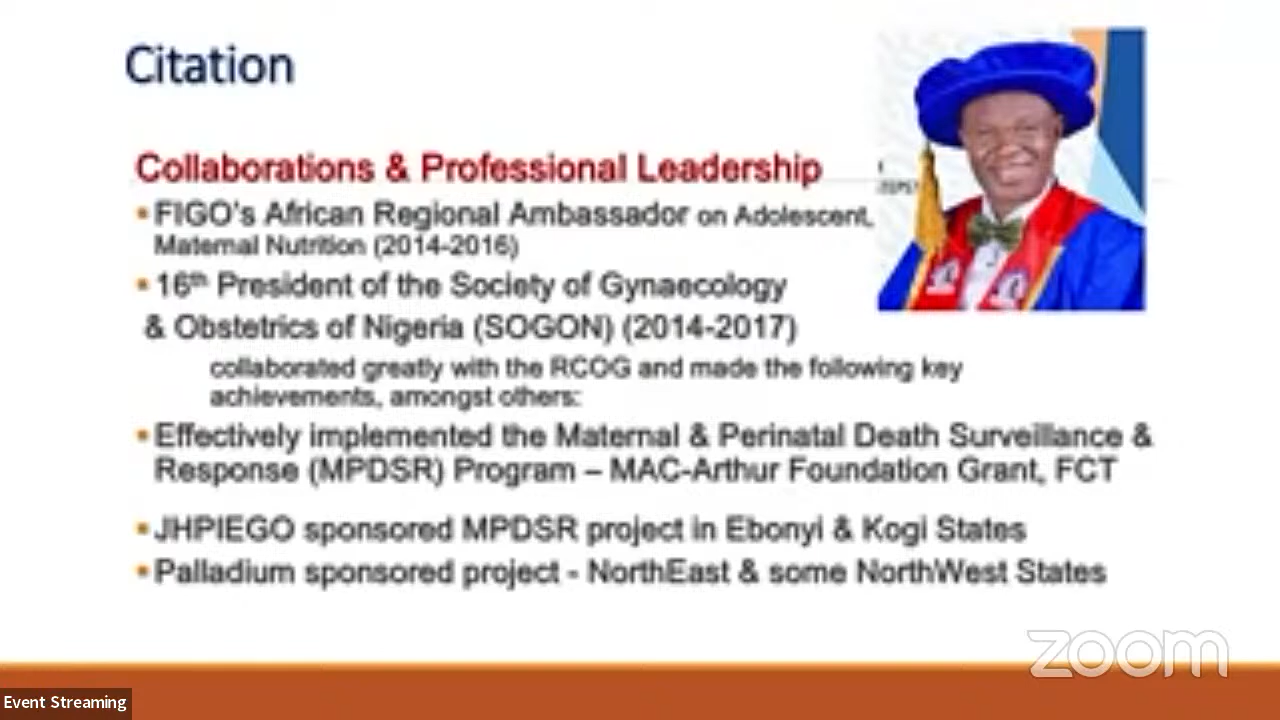 Citation
Collaborations & Professional Leadership
▪FIGO's African Regional Ambassador on Adolescent,
Maternal Nutrition (2014-2016)
▪16th President of the Society of Gynaecology
& Obstetrics of Nigeria (SOGON) (2014-2017)
collaborated greatly with the RCOG and made the following key
achievements, amongst others:
▪Effectively implemented the Maternal & Perinatal Death Surveillance &
Response (MPDSR) Program – MAC-Arthur Foundation Grant, FCT
▪JHPIEGO sponsored MPDSR project in Ebonyi & Kogi States
▪Palladium sponsored project - NorthEast & some NorthWest States
zoom
Event Streaming